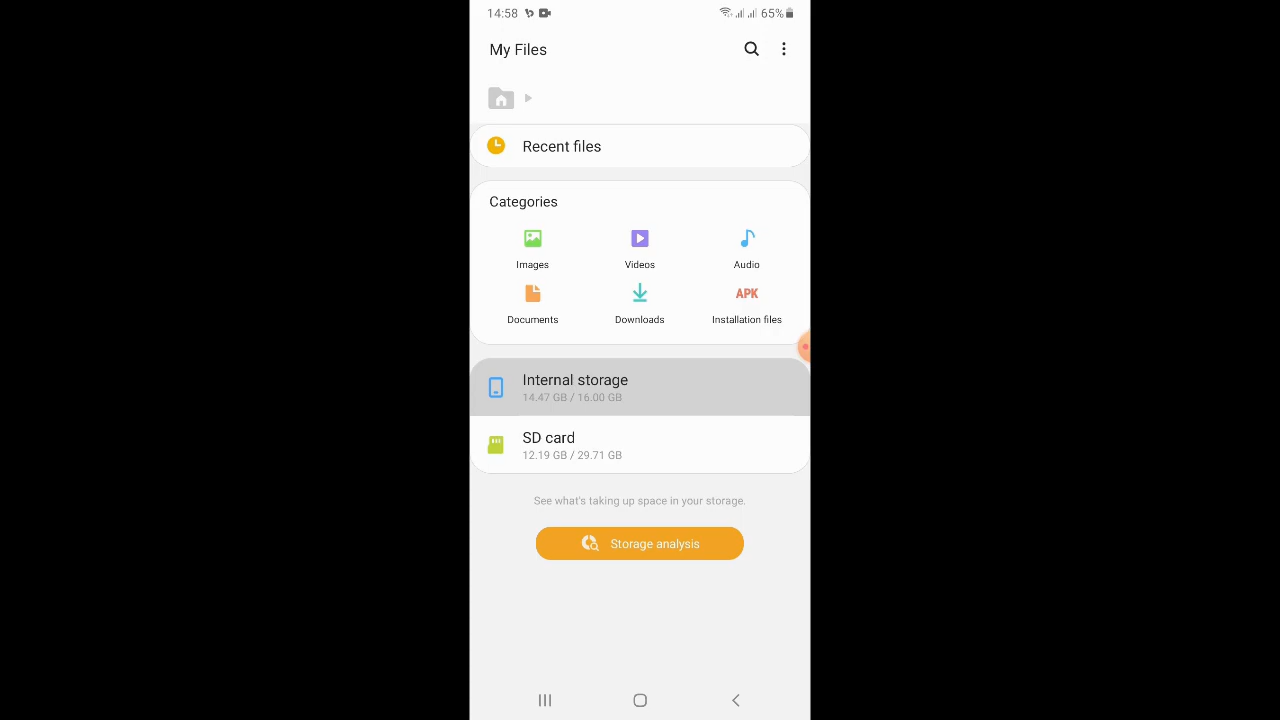 14:58 65%
My Files
Recent files
Categories
Images Videos Audio
APK
Documents Downloads Installation files
Internal storage
14.47 GB / 16.00 GB
SD card
12.19 GB / 29.71 GB
See what's taking up space in your storage.
Storage analysis